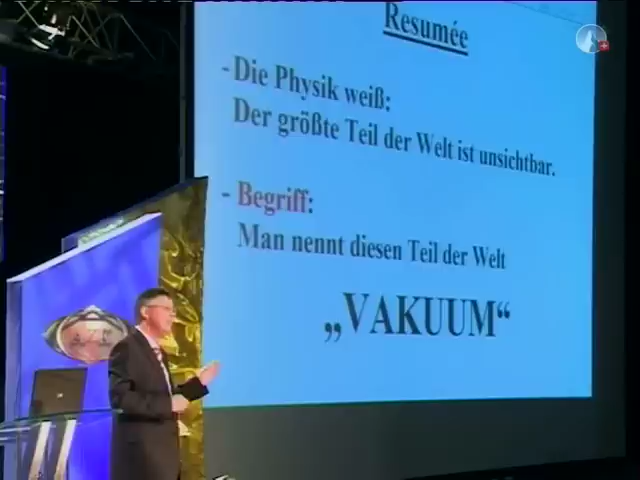 Resumée
- Die Physik weiß:
Der größte Teil der Welt ist unsichtbar.
- Begriff:
Man nennt diesen Teil der Welt
„VAKUUM“